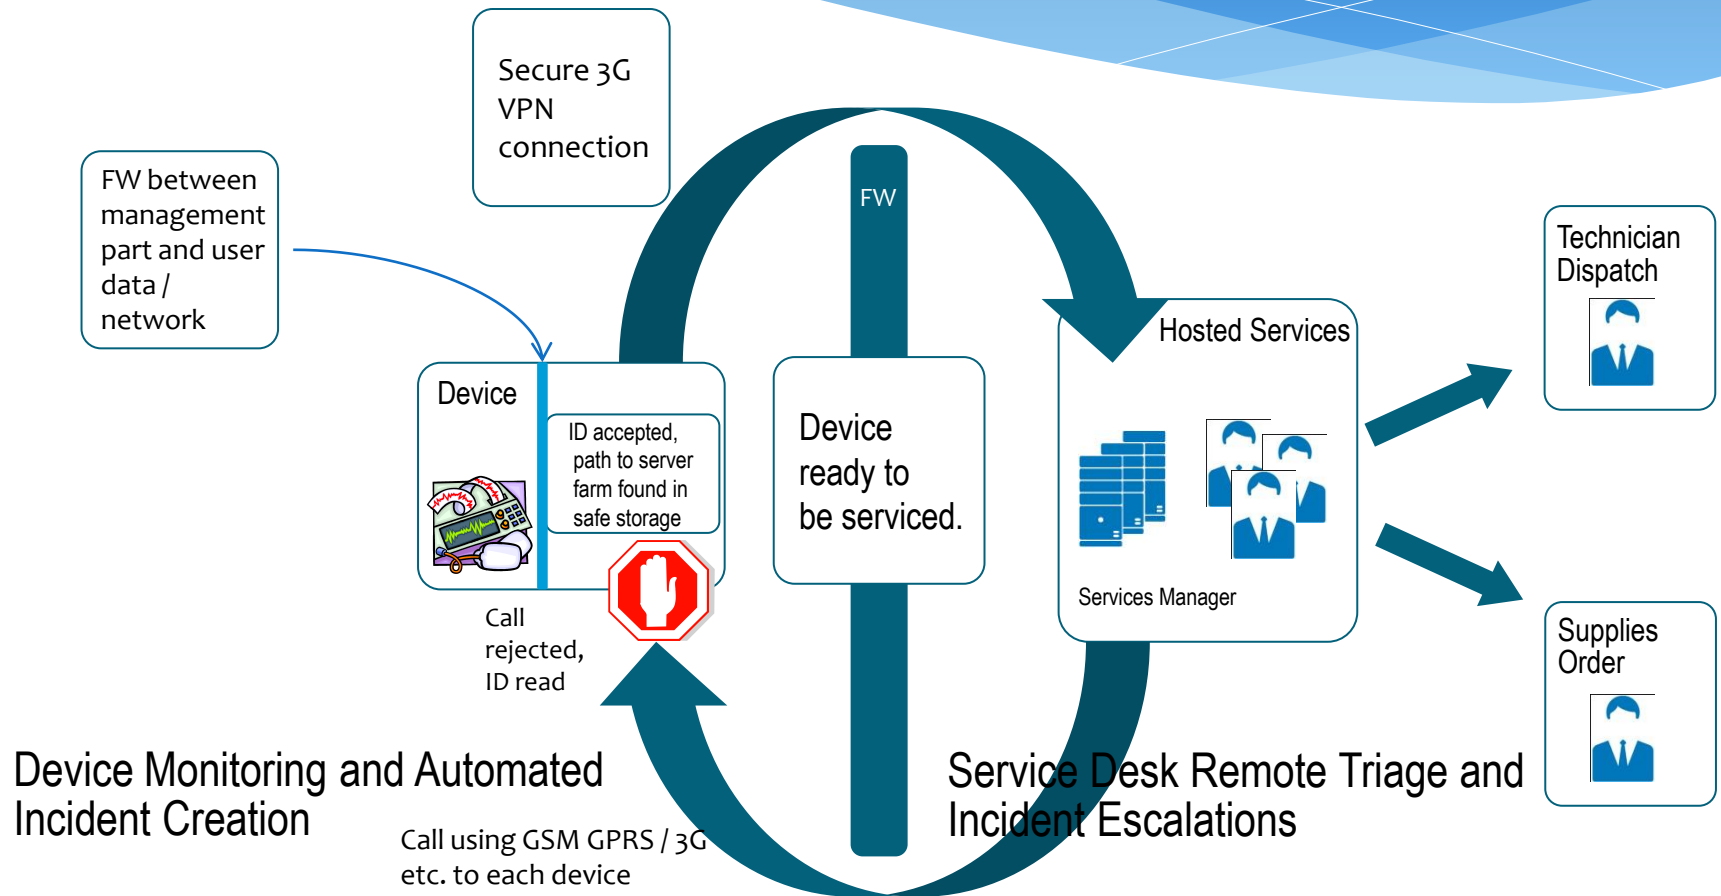 Secure 3G
VPN
connection
FW between
management
part and user
data /
network
FW
Technician
Dispatch
Hosted Services
Device
ID accepted,
path to server
farm found in
safe storage
Device
ready to
be serviced.
Services Manager
Call
rejected,
ID read
Supplies
Order
Device Monitoring and Automated
Incident Creation
Service Desk Remote Triage and
Incident Escalations
Call using GSM GPRS / 3G
etc. to each device